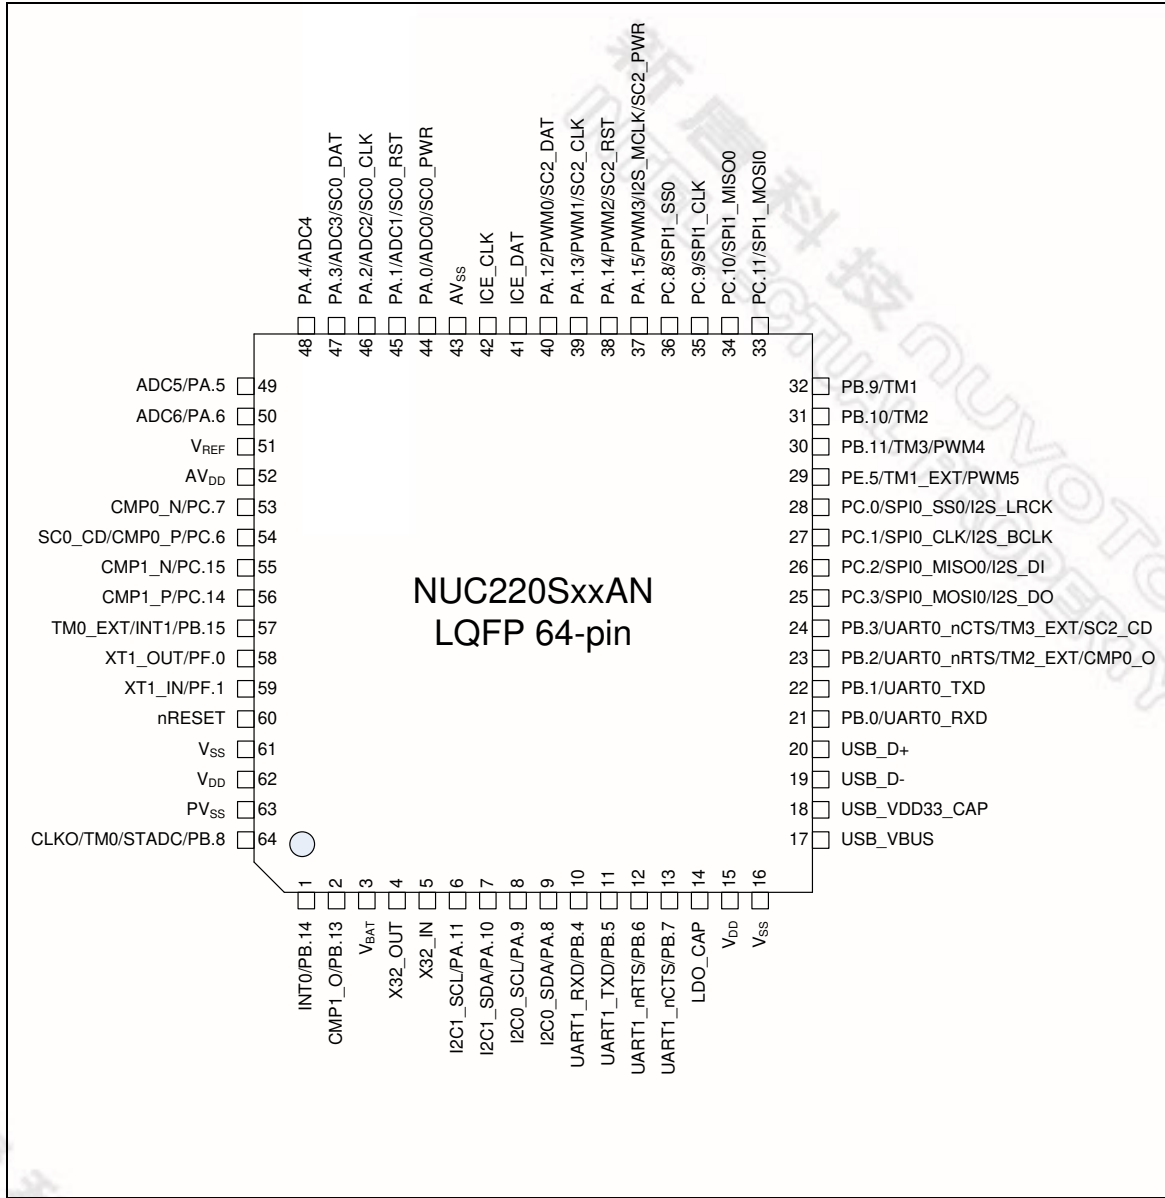 PA.4/ADC4
PA.3/ADC3/SC0_DAT
PA.2/ADC2/SC0_CLK
PA.1/ADC1/SC0_RST
PA.0/ADC0/SC0_PWR
AVSS
ICE_CLK
ICE_DAT
PA.12/PWM0/SC2_DAT
PA.13/PWM1/SC2_CLK
PA.14/PWM2/SC2_RST
PA.15/PWM3/I2S_MCLK/SC2_PWR
PC.8/SPI1_SS0
PC.9/SPI1_CLK
PC.10/SPI1_MISO0
PC.11/SPI1_MOSI0
48 47 46 45 44 43 42 41 40 39 38 37 36 35 34 33
ADC5/PA.5 49
ADC6/PA.6 50
VREF 51
AVDD 52
CMP0_N/PC.7 53
SC0_CD/CMP0_P/PC.6 54
CMP1_N/PC.15 55
CMP1_P/PC.14 56
TM0_EXT/INT1/PB.15 57
XT1_OUT/PF.0 58
XT1_IN/PF.1 59
nRESET 60
VSS 61
VDD 62
PVSS 63
CLKO/TM0/STADC/PB.8 64
NUC220SxxAN
LQFP 64-pin
32 PB.9/TM1
31 PB.10/TM2
30 PB.11/TM3/PWM4
29 PE.5/TM1_EXT/PWM5
28 PC.0/SPI0_SS0/I2S_LRCK
27 PC.1/SPI0_CLK/I2S_BCLK
26 PC.2/SPI0_MISO0/I2S_DI
25 PC.3/SPI0_MOSI0/I2S_DO
24 PB.3/UART0_nCTS/TM3_EXT/SC2_CD
23 PB.2/UART0_nRTS/TM2_EXT/CMP0_O
22 PB.1/UART0_TXD
21 PB.0/UART0_RXD
20 USB_D+
19 USB_D-
18 USB_VDD33_CAP
17 USB_VBUS
1 2 3 4 5 6 7 8 9 10 11 12 13 14 15 16
INT0/PB.14
CMP1_O/PB.13
VBAT
X32_OUT
X32_IN
I2C1_SCL/PA.11
I2C1_SDA/PA.10
I2C0_SCL/PA.9
I2C0_SDA/PA.8
UART1_RXD/PB.4
UART1_TXD/PB.5
UART1_nRTS/PB.6
UART1_nCTS/PB.7
LDO_CAP
VDD
VSS
新唐科技 nuvoTo
INTELLECTUAL PROPERTY